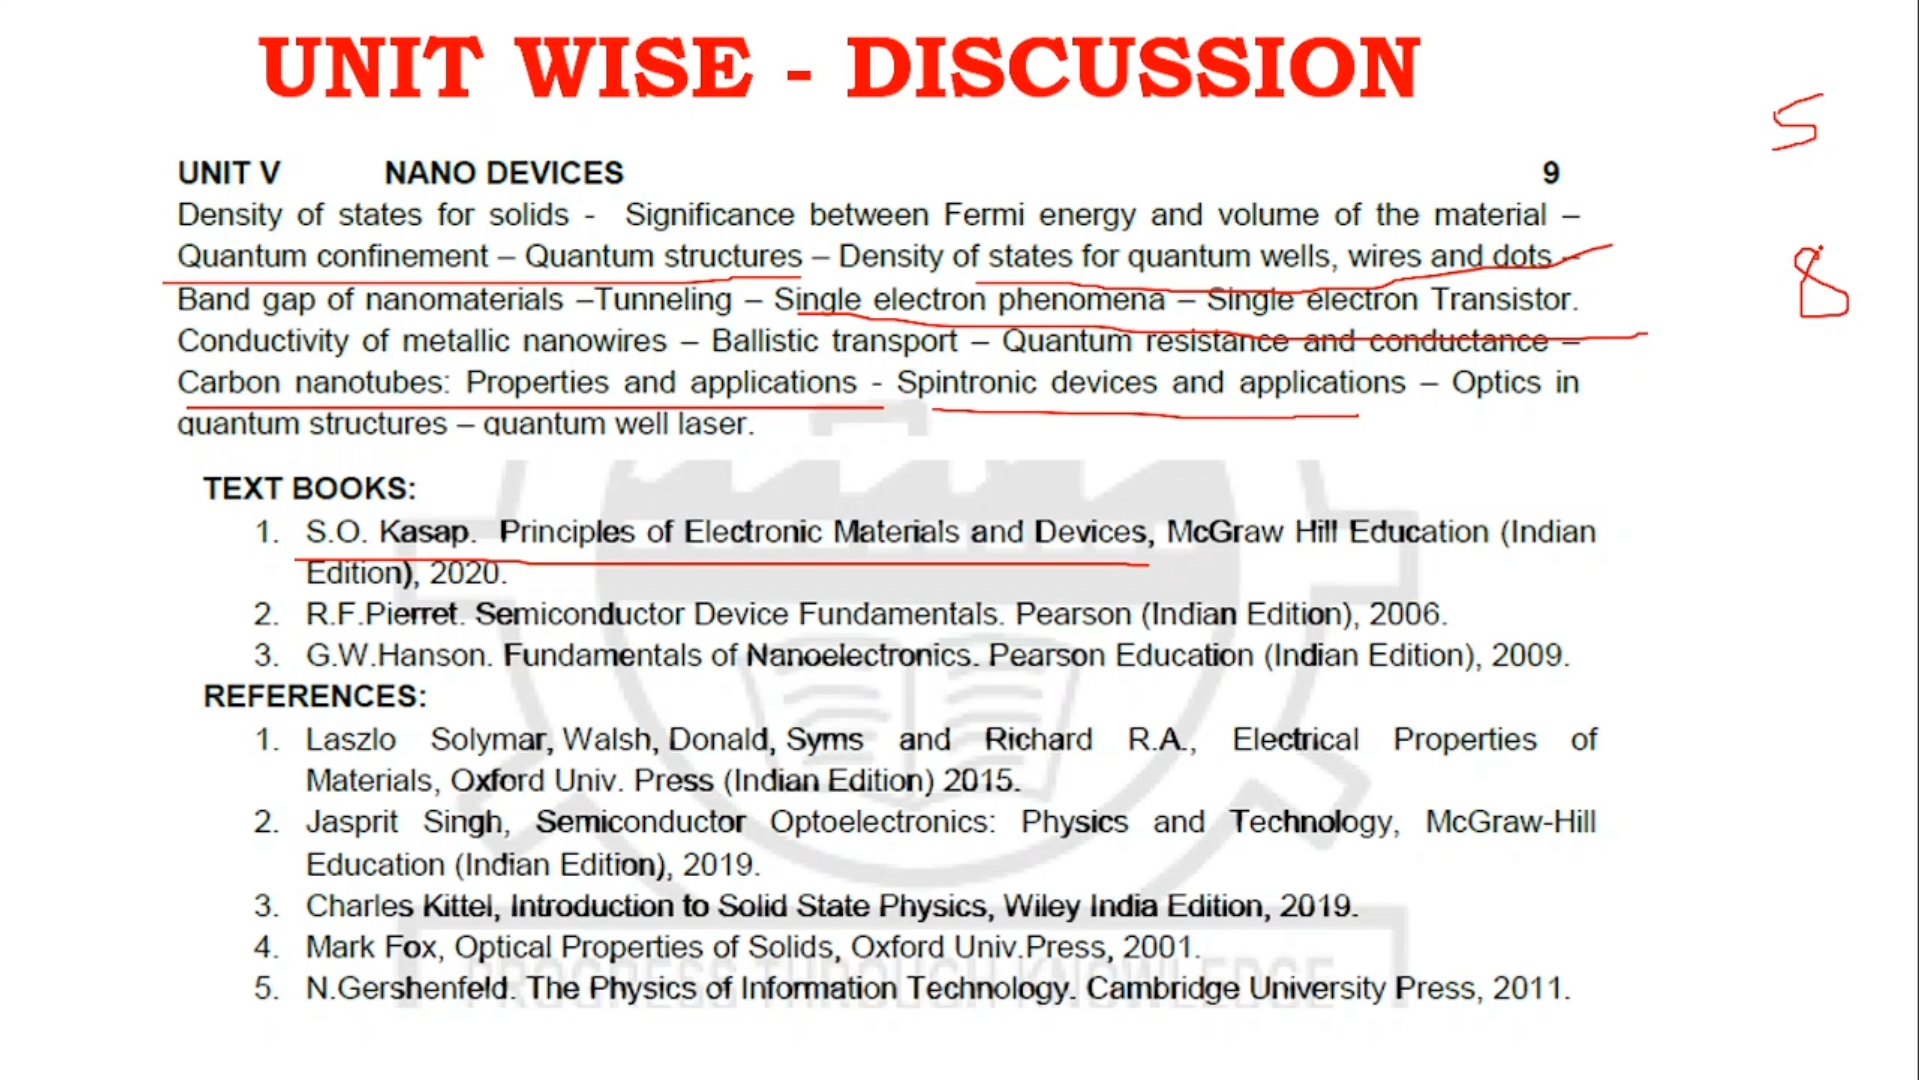 UNIT WISE - DISCUSSION
5
UNIT V NANO DEVICES 9
Density of states for solids - Significance between Fermi energy and volume of the material –
Quantum confinement – Quantum structures – Density of states for quantum wells, wires and dots –
8
Band gap of nanomaterials –Tunneling – Single electron phenomena – Single electron Transistor.
Conductivity of metallic nanowires – Ballistic transport – Quantum resistance and conductance –
Carbon nanotubes: Properties and applications - Spintronic devices and applications – Optics in
quantum structures – quantum well laser.
TEXT BOOKS:
1. S.O. Kasap. Principles of Electronic Materials and Devices, McGraw Hill Education (Indian
Edition), 2020.
2. R.F.Pierret. Semiconductor Device Fundamentals. Pearson (Indian Edition), 2006.
3. G.W.Hanson. Fundamentals of Nanoelectronics. Pearson Education (Indian Edition), 2009.
REFERENCES:
1. Laszlo Solymar, Walsh, Donald, Syms and Richard R.A., Electrical Properties of
Materials, Oxford Univ. Press (Indian Edition) 2015.
2. Jasprit Singh, Semiconductor Optoelectronics: Physics and Technology, McGraw-Hill
Education (Indian Edition), 2019.
3. Charles Kittel, Introduction to Solid State Physics, Wiley India Edition, 2019.
4. Mark Fox, Optical Properties of Solids, Oxford Univ.Press, 2001.
PROGRESS THROUGH KNOWLEDGE
5. N.Gershenfeld. The Physics of Information Technology. Cambridge University Press, 2011.